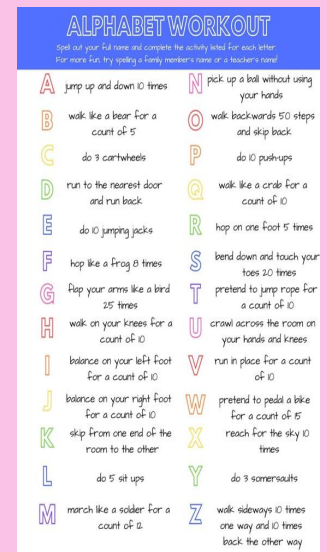 ALPHABET WORKOUT
Spell out your full name and complete the activity listed for each letter.
For more fun, try spelling a family member's name or a teacher's name!
A jump up and down 10 times
B walk like a bear for a
count of 5
C do 3 cartwheels
D run to the nearest door
and run back
E do 10 jumping jacks
F hop like a frog 8 times
G flap your arms like a bird
25 times
H walk on your knees for a
count of 10
I balance on your left foot
for a count of 10
J balance on your right foot
for a count of 10
K skip from one end of the
room to the other
L do 5 sit ups
M march like a solder for a
count of 12
N pick up a ball without using
your hands
O walk backwards 50 steps
and skip back
P do 10 push-ups
Q walk like a crab for a
count of 10
R hop on one foot 5 times
S bend down and touch your
toes 20 times
T pretend to jump rope for
a count of 10
U crawl across the room on
your hands and knees
V run in place for a count
of 10
W pretend to pedal a bike
for a count of 15
X reach for the sky 10
times
Y do 3 somersaults
Z walk sideways 10 times
one way and 10 times
back the other way